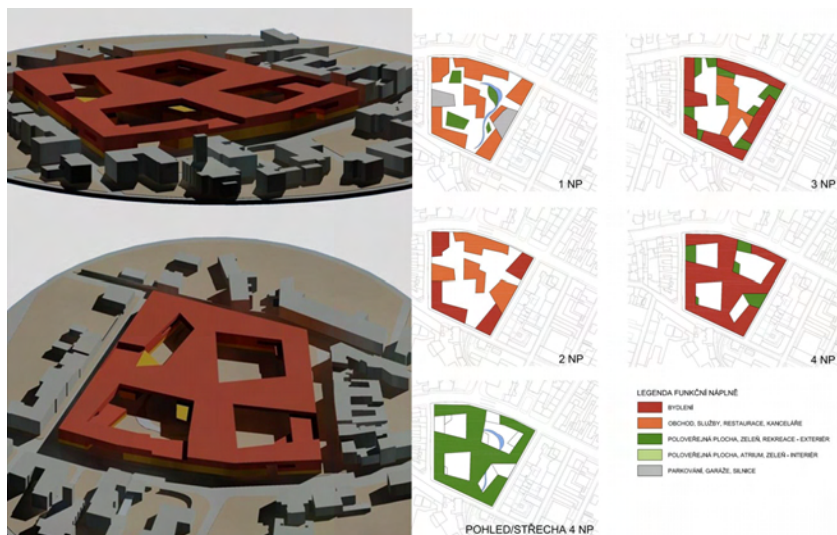 1 NP
3 NP
2 NP
4 NP
POHLED/STŘECHA 4 NP
LEGENDA FUNKČNÍ NÁPLNĚ
BYDLENÍ
OBCHOD, SLUŽBY, RESTAURACE, KANCELÁŘE
POLOVEŘEJNÁ PLOCHA, ZELEŇ, REKREACE - EXTERIÉR
POLOVEŘEJNÁ PLOCHA, ATRIUM, ZELEŇ - INTERIÉR
PARKOVÁNÍ, GARÁŽE, SILNICE